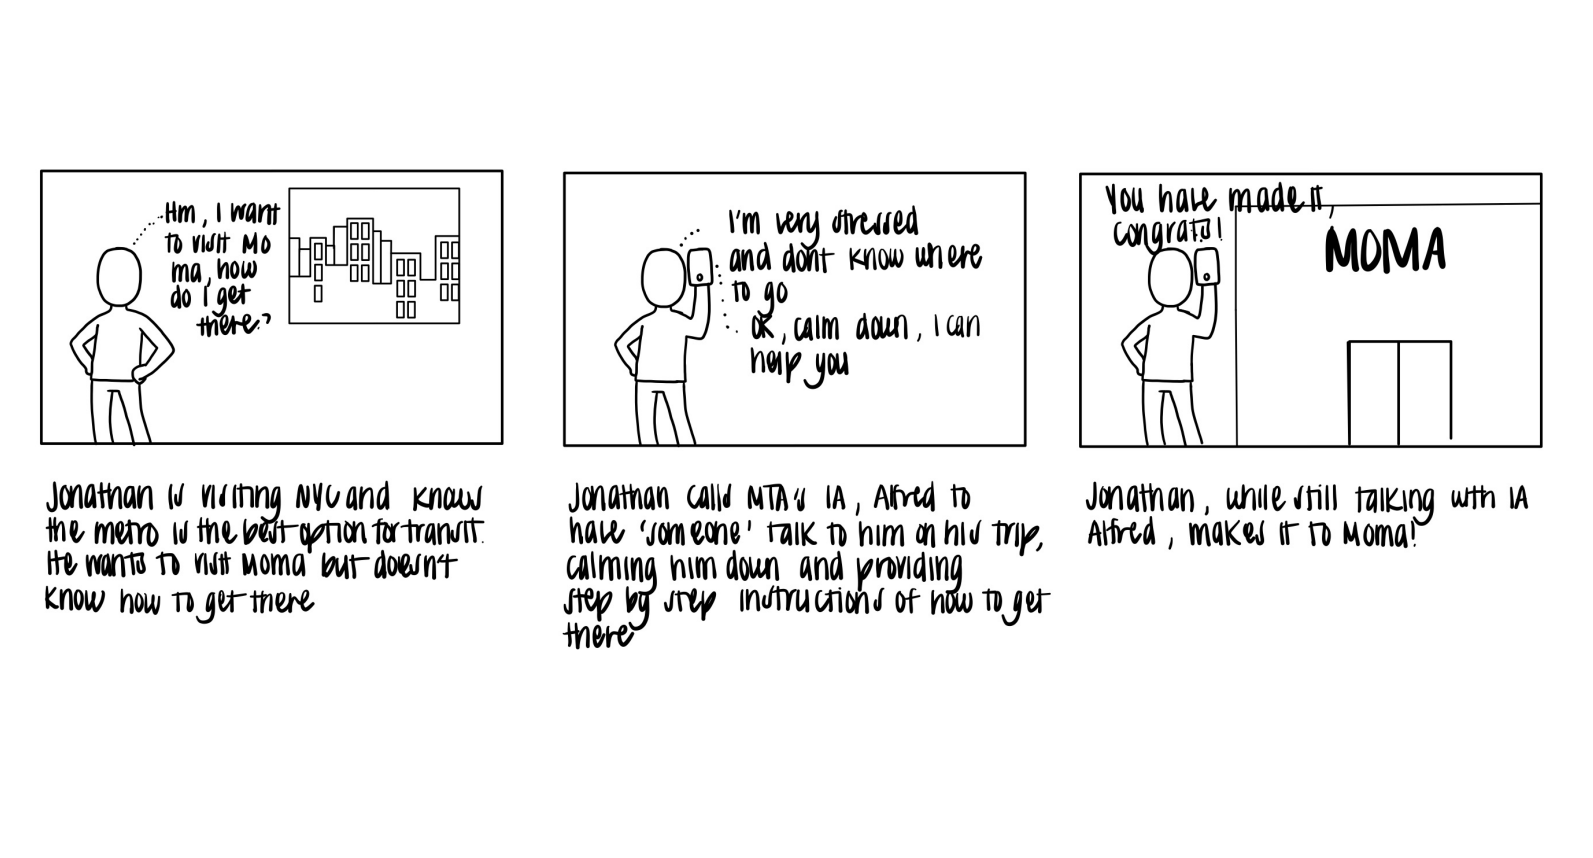 Hm, I want
to visit Mo
ma, how
do I get
there?
Jonathan is visiting NYC and knows
the metro is the best option for transit.
He wants to visit Moma but doesn't
know how to get there
I'm very stressed
and dont know where
to go
OK, calm down, I can
help you
Jonathan calls MTA's IA, Alfred to
have 'someone' talk to him on his trip,
calming him down and providing
step by step instructions of how to get
there
You have made it,
congrats!
MOMA
Jonathan, while still talking with IA
Alfred, makes it to Moma!